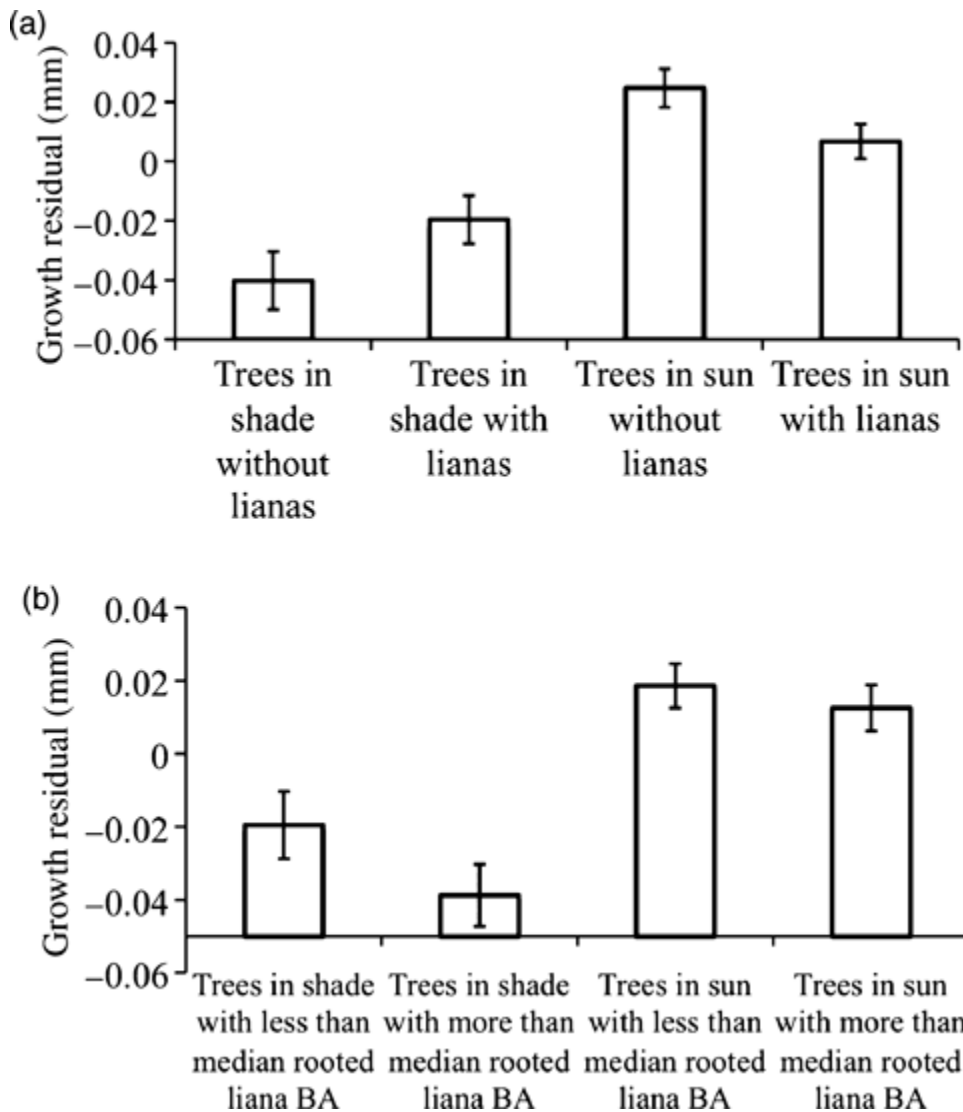 (a)
Growth residual (mm)
0.04
0.02
0
−0.02
−0.04
−0.06
Trees in
shade
without
lianas
Trees in
shade with
lianas
Trees in sun
without
lianas
Trees in sun
with lianas
(b)
Growth residual (mm)
0.04
0.02
0
−0.02
−0.04
−0.06
Trees in shade
with less than
median rooted
liana BA
Trees in shade
with more than
median rooted
liana BA
Trees in sun
with less than
median rooted
liana BA
Trees in sun
with more than
median rooted
liana BA